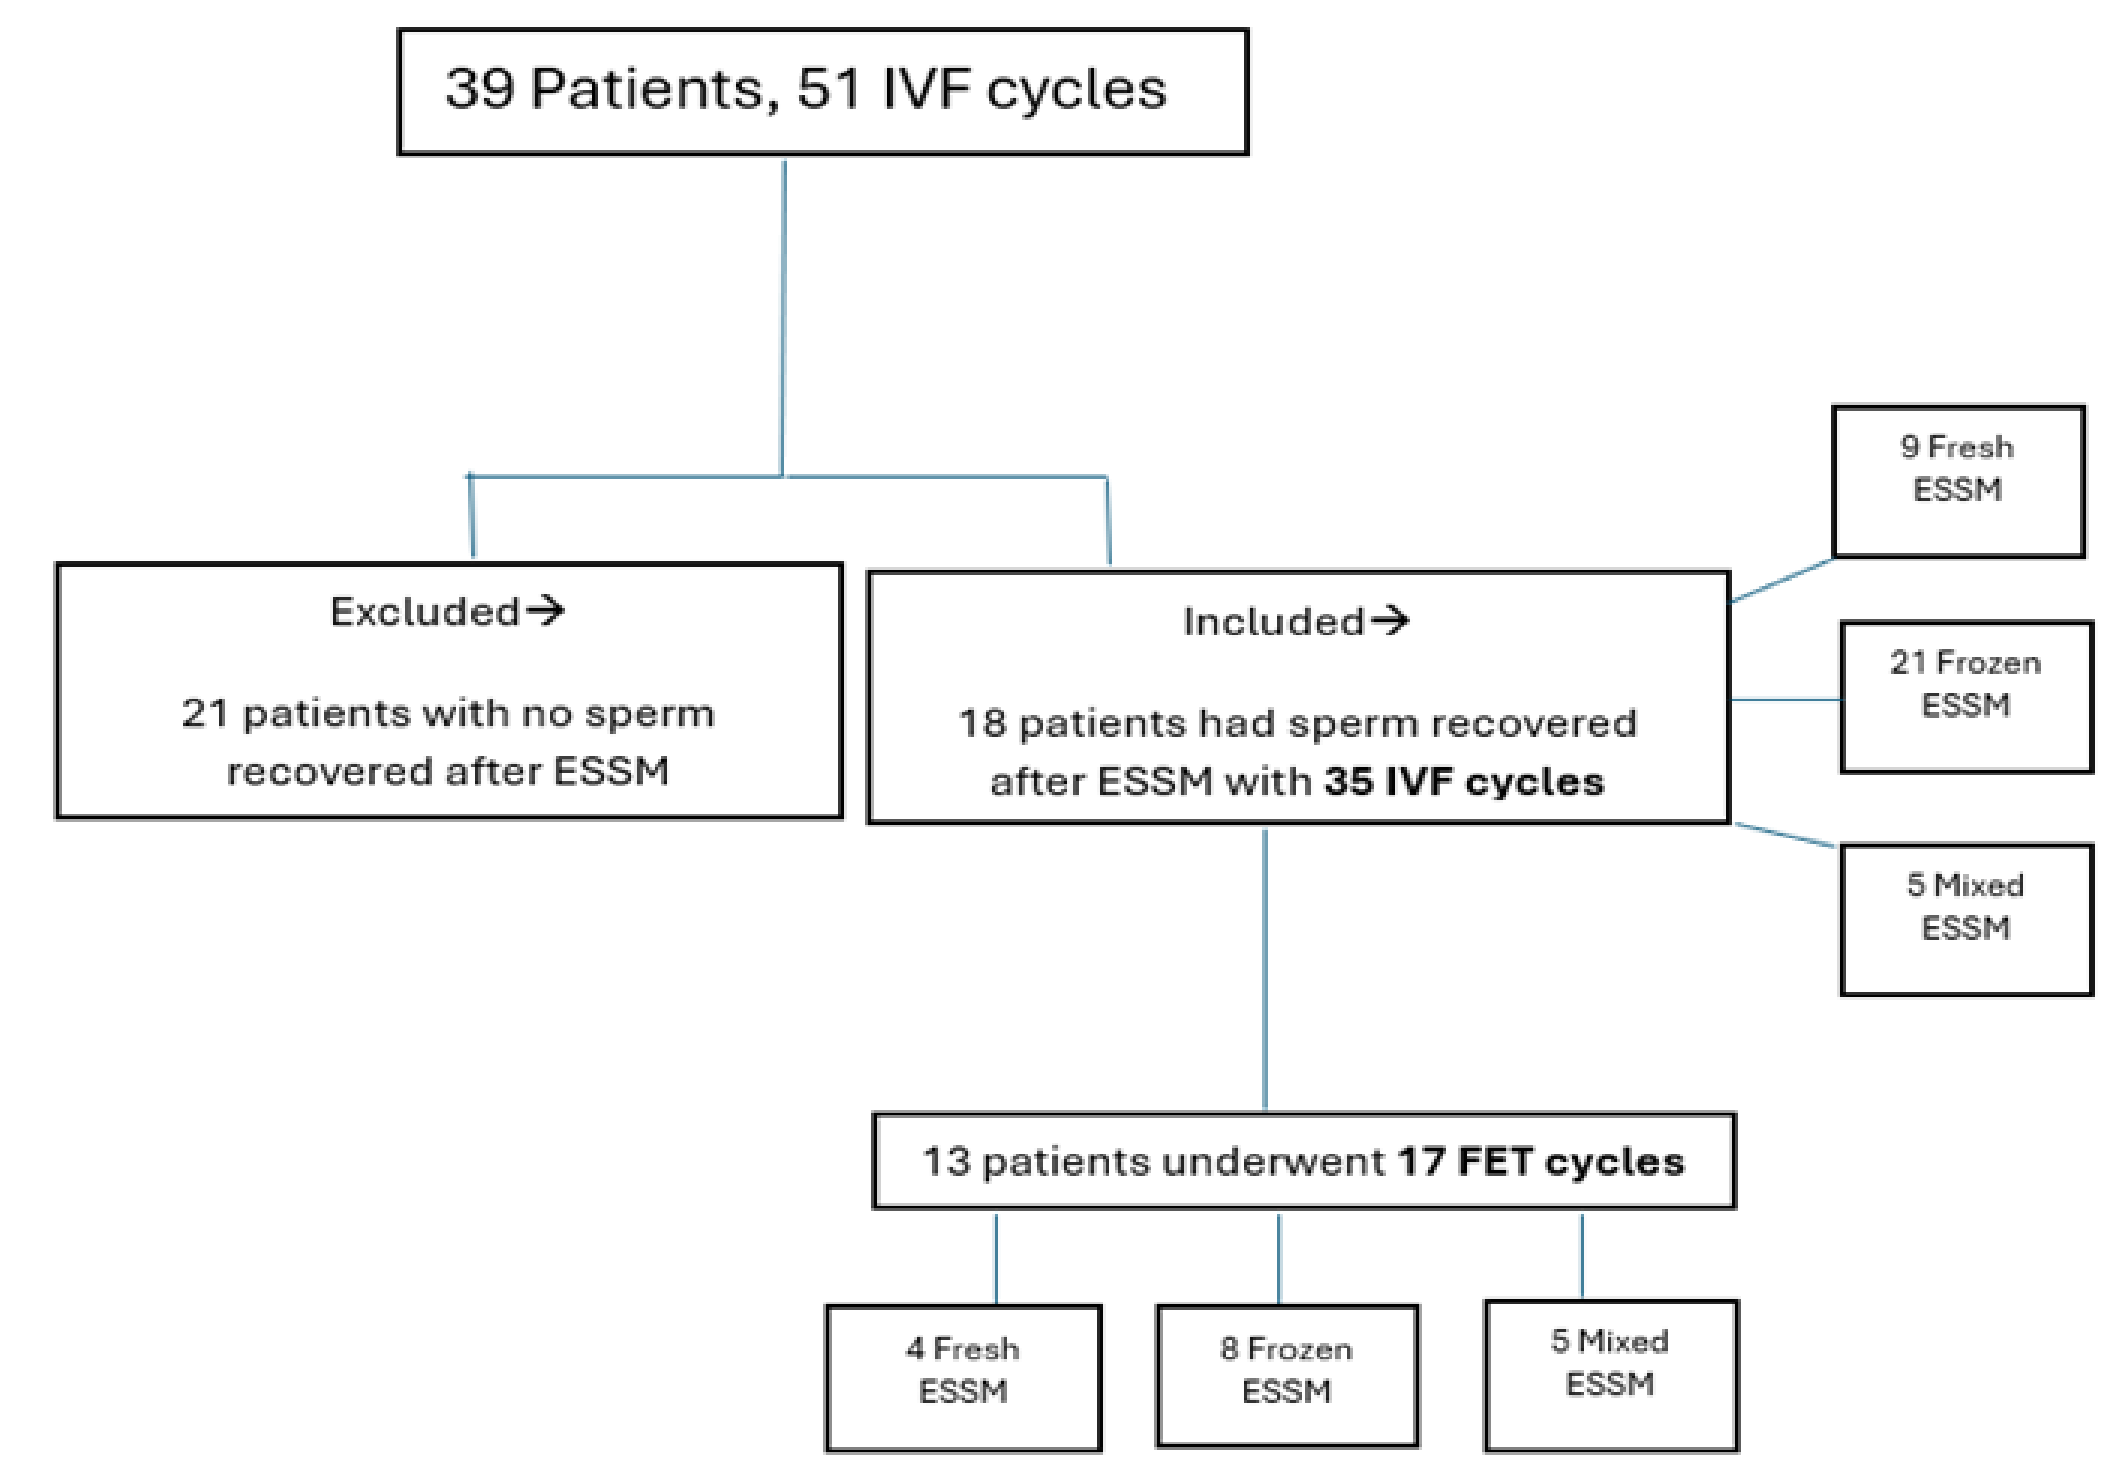 39 Patients, 51 IVF cycles
Excluded→
21 patients with no sperm
recovered after ESSM
Included→
18 patients had sperm recovered
after ESSM with 35 IVF cycles
9 Fresh
ESSM
21 Frozen
ESSM
5 Mixed
ESSM
13 patients underwent 17 FET cycles
4 Fresh
ESSM
8 Frozen
ESSM
5 Mixed
ESSM